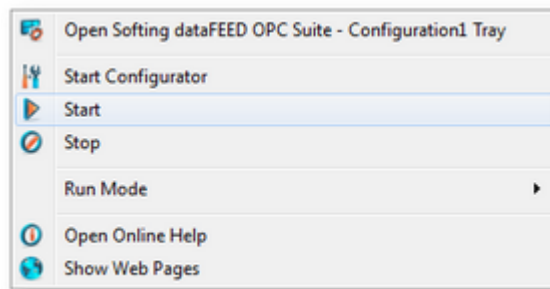 Open Softing dataFEED OPC Suite - Configuration1 Tray
Start Configurator
Start
Stop
Run Mode
Open Online Help
Show Web Pages